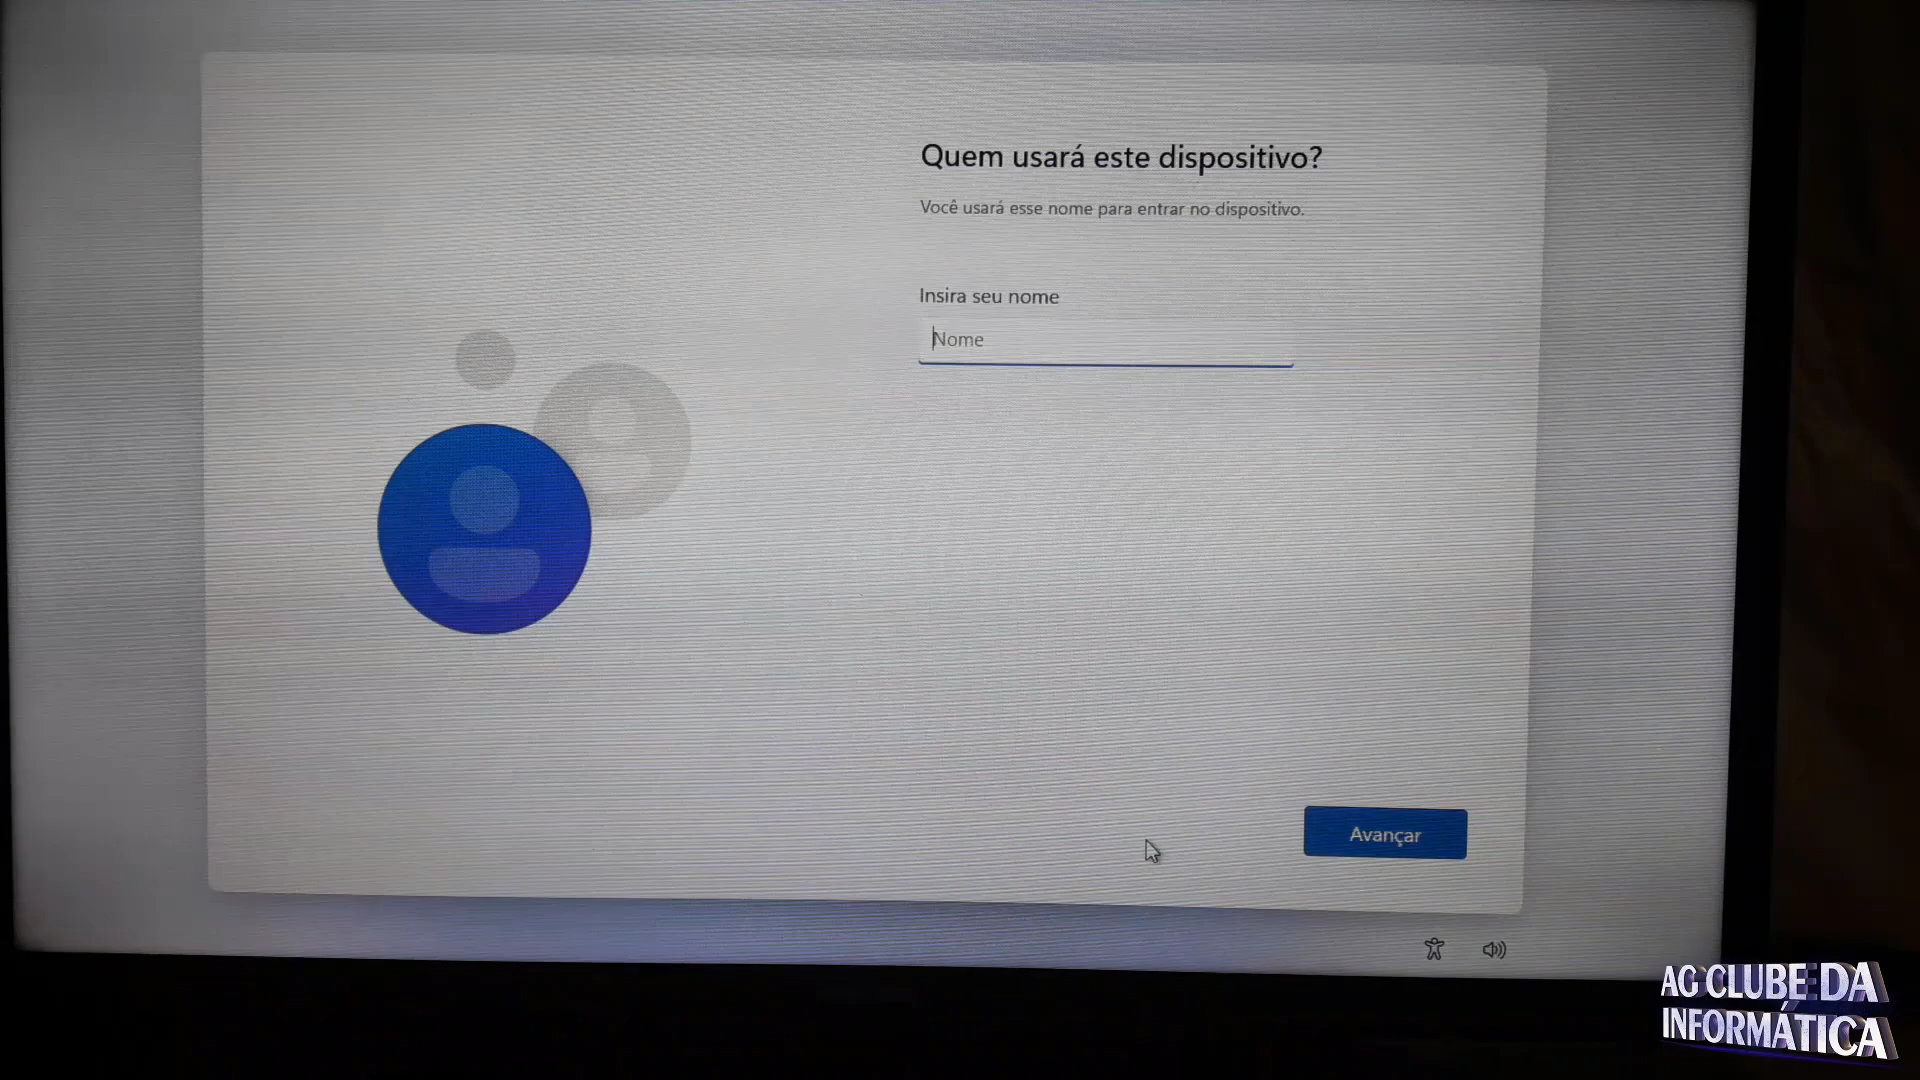 Quem usará este dispositivo?
Você usará esse nome para entrar no dispositivo.
Insira seu nome
Nome
Avançar
AG CLUBE DA
INFORMÁTICA